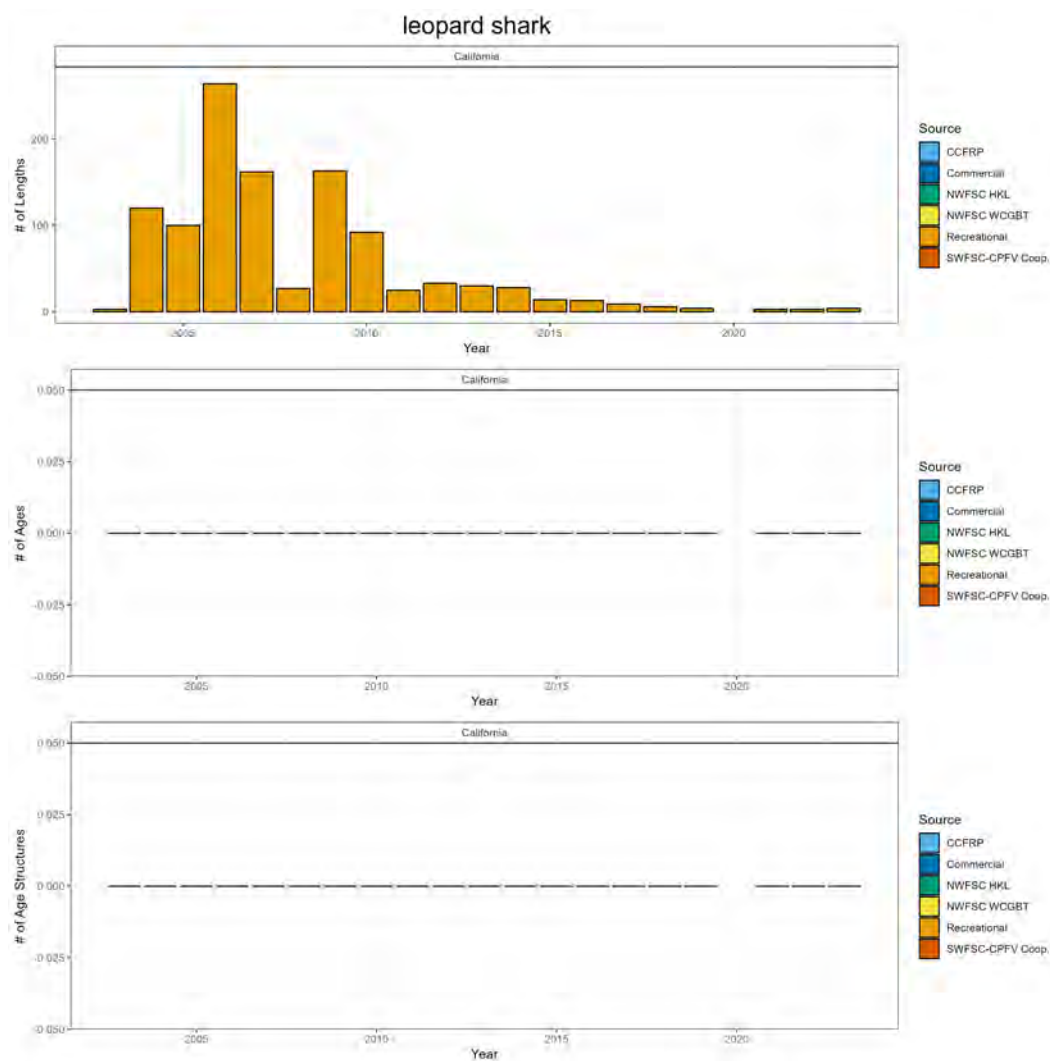 leopard shark
California
# of Lengths
200
100
0
2005
2010
2015
2020
Year
Source
CCFRP
Commercial
NWFSC HKL
NWFSC WCGBT
Recreational
SWFSC-CPFV Coop.
California
# of Ages
0.050
0.025
0.000
-0.025
-0.050
2005
2010
2015
2020
Year
Source
CCFRP
Commercial
NWFSC HKL
NWFSC WCGBT
Recreational
SWFSC-CPFV Coop.
California
# of Age Structures
0.050
0.025
0.000
-0.025
-0.050
2005
2010
2015
2020
Year
Source
CCFRP
Commercial
NWFSC HKL
NWFSC WCGBT
Recreational
SWFSC-CPFV Coop.